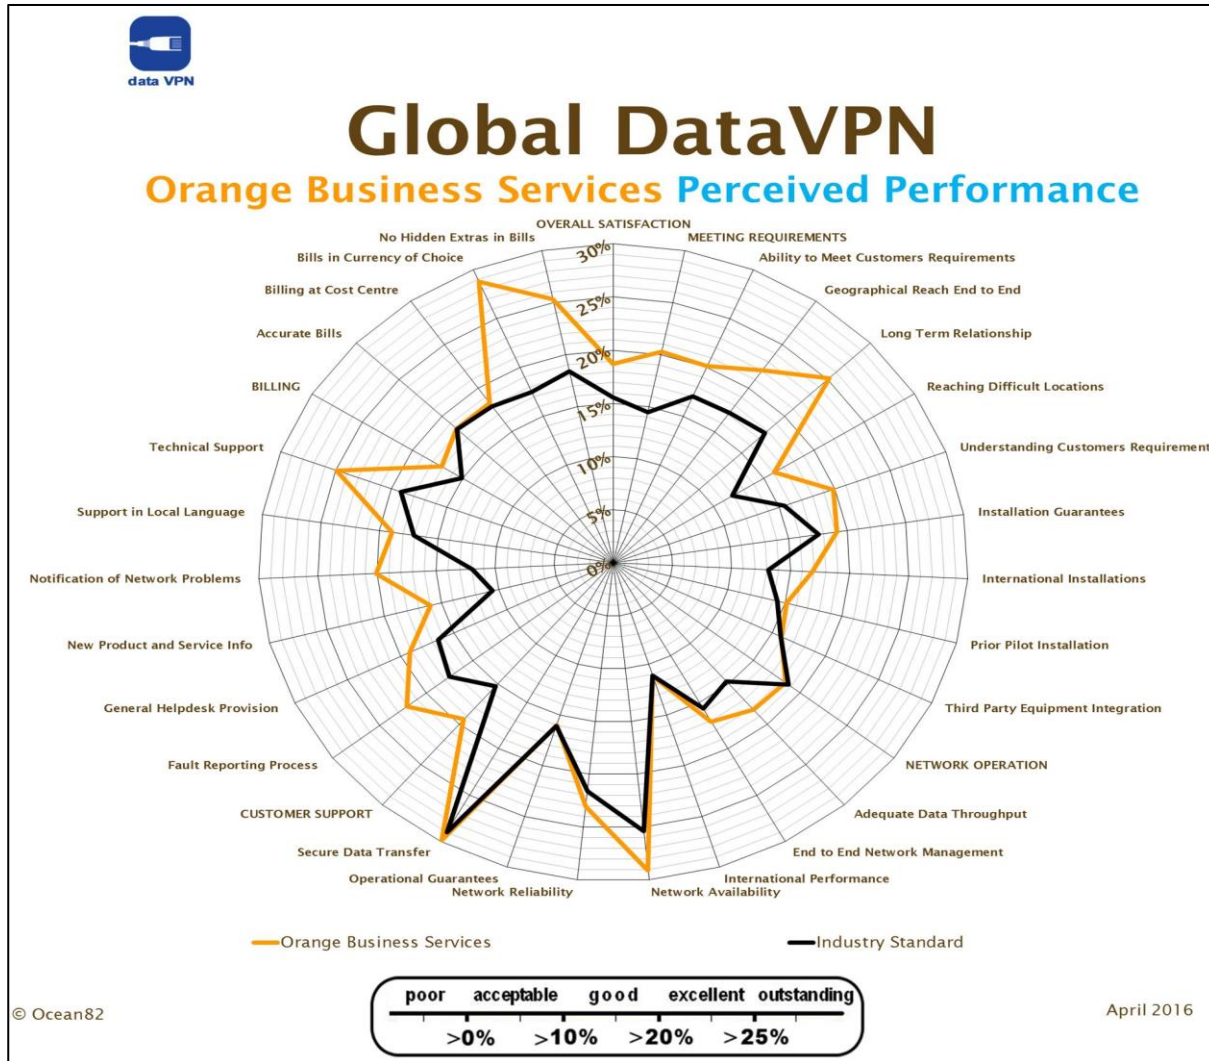 data VPN
Global DataVPN
Orange Business Services Perceived Performance
OVERALL SATISFACTION
MEETING REQUIREMENTS
Ability to Meet Customers Requirements
Geographical Reach End to End
Long Term Relationship
Reaching Difficult Locations
Understanding Customers Requirement
Installation Guarantees
International Installations
Prior Pilot Installation
Third Party Equipment Integration
NETWORK OPERATION
Adequate Data Throughput
End to End Network Management
International Performance
Network Availability
Network Reliability
Operational Guarantees
Secure Data Transfer
CUSTOMER SUPPORT
Fault Reporting Process
General Helpdesk Provision
New Product and Service Info
Notification of Network Problems
Support in Local Language
Technical Support
BILLING
Accurate Bills
Billing at Cost Centre
Bills in Currency of Choice
No Hidden Extras in Bills
30%
25%
20%
15%
10%
5%
0%
Orange Business Services
Industry Standard
poor acceptable good excellent outstanding
>0% >10% >20% >25%
© Ocean82
April 2016